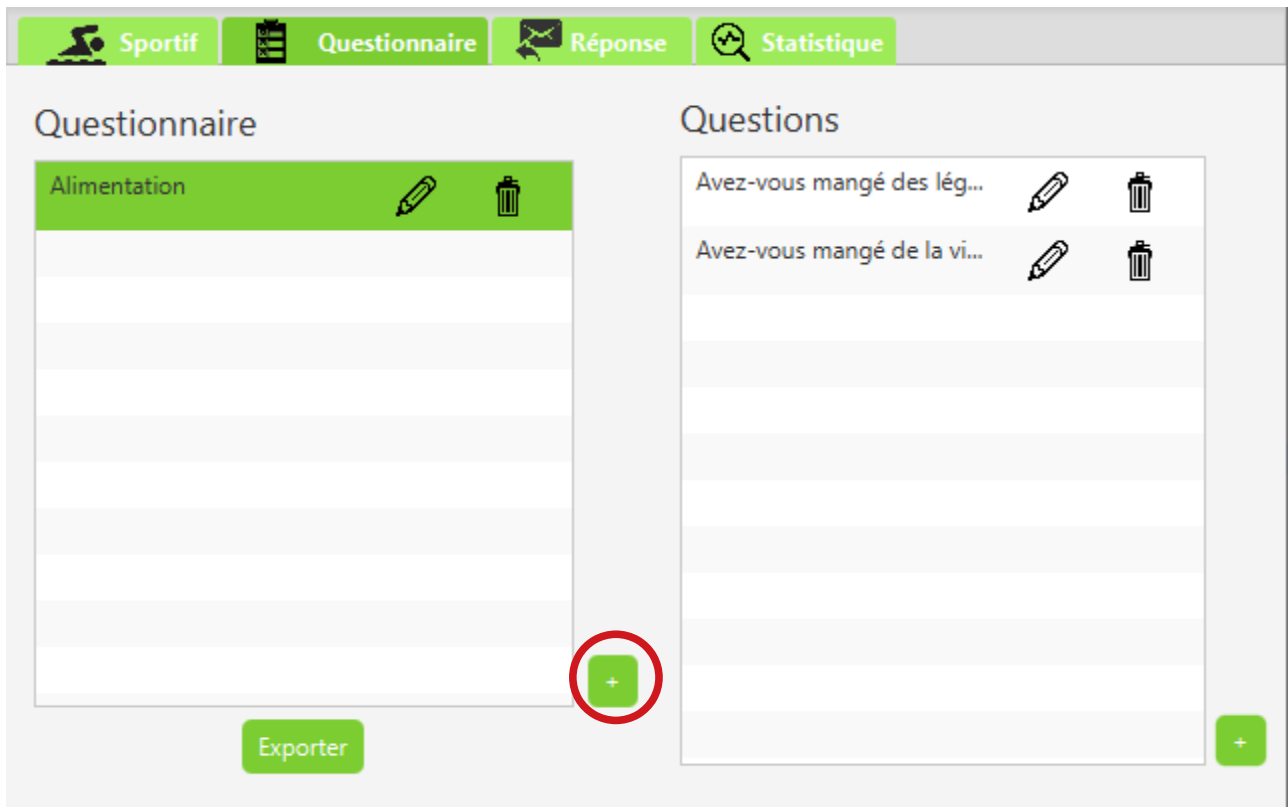 Sportif
Questionnaire
Réponse
Statistique
Questionnaire
Alimentation
+
Exporter
Questions
Avez-vous mangé des lég...
Avez-vous mangé de la vi...
+